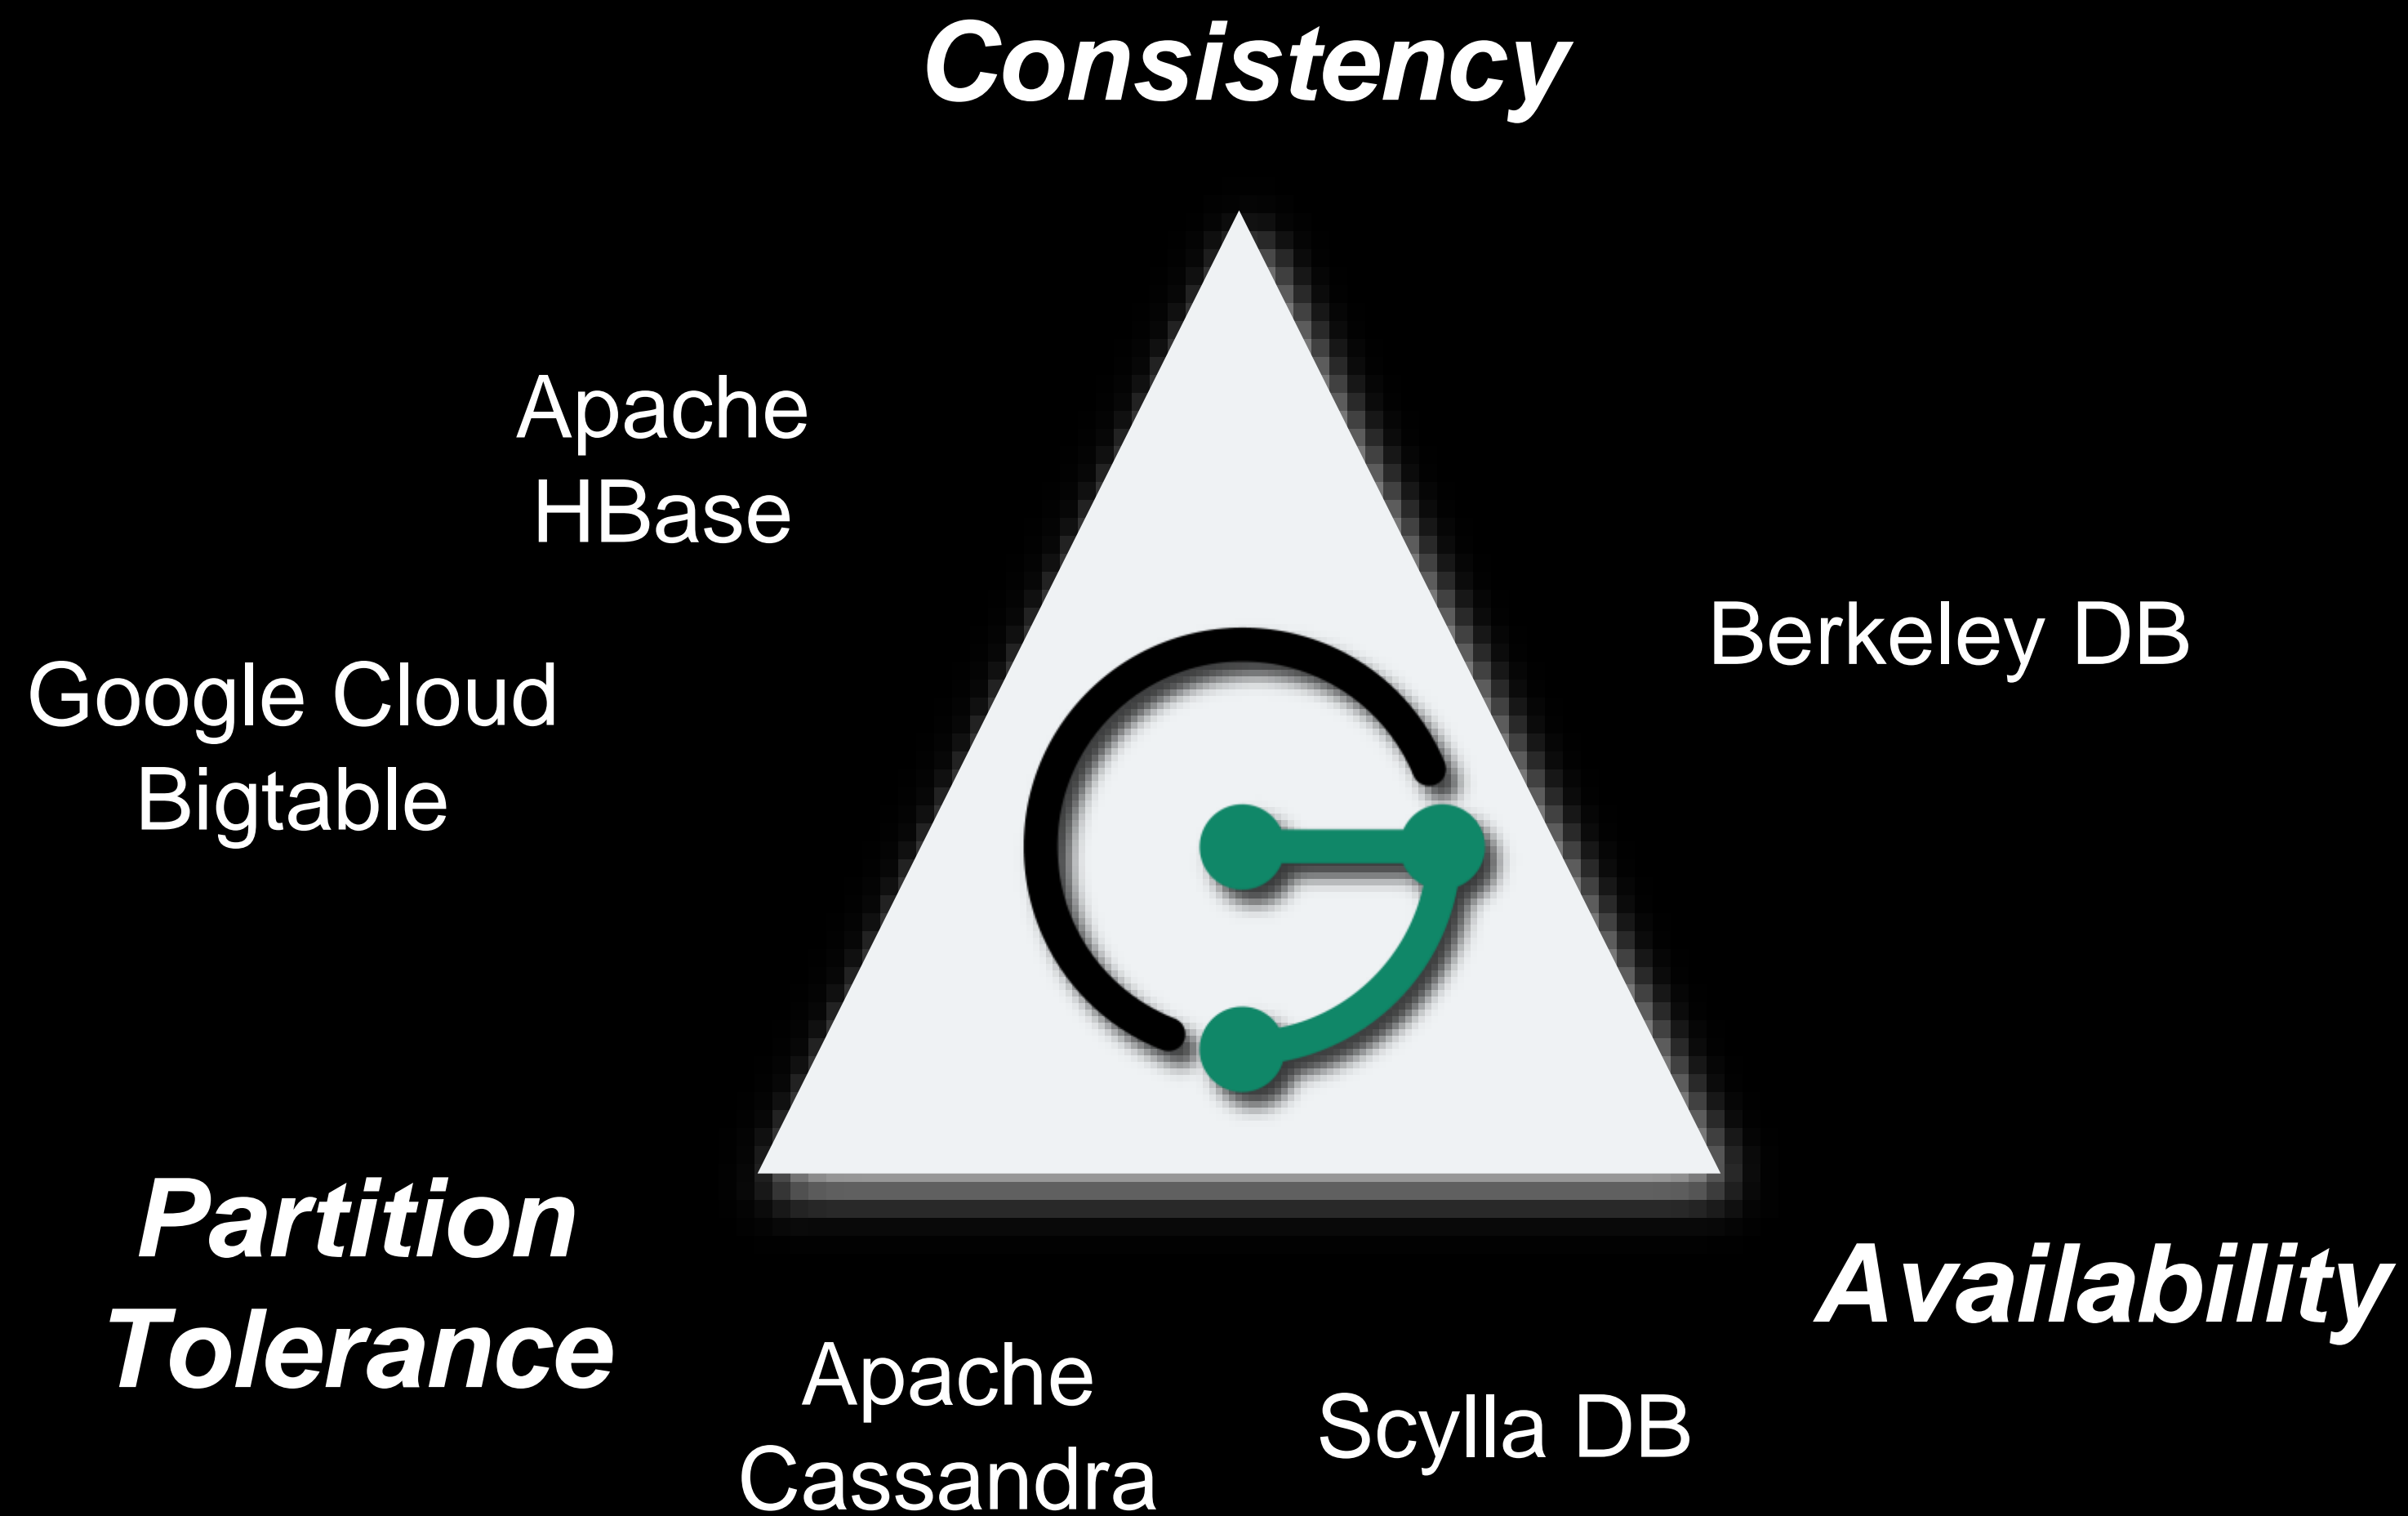 Consistency
Apache
HBase
Berkeley DB
Google Cloud
Bigtable
Partition
Tolerance
Availability
Apache
Cassandra
Scylla DB